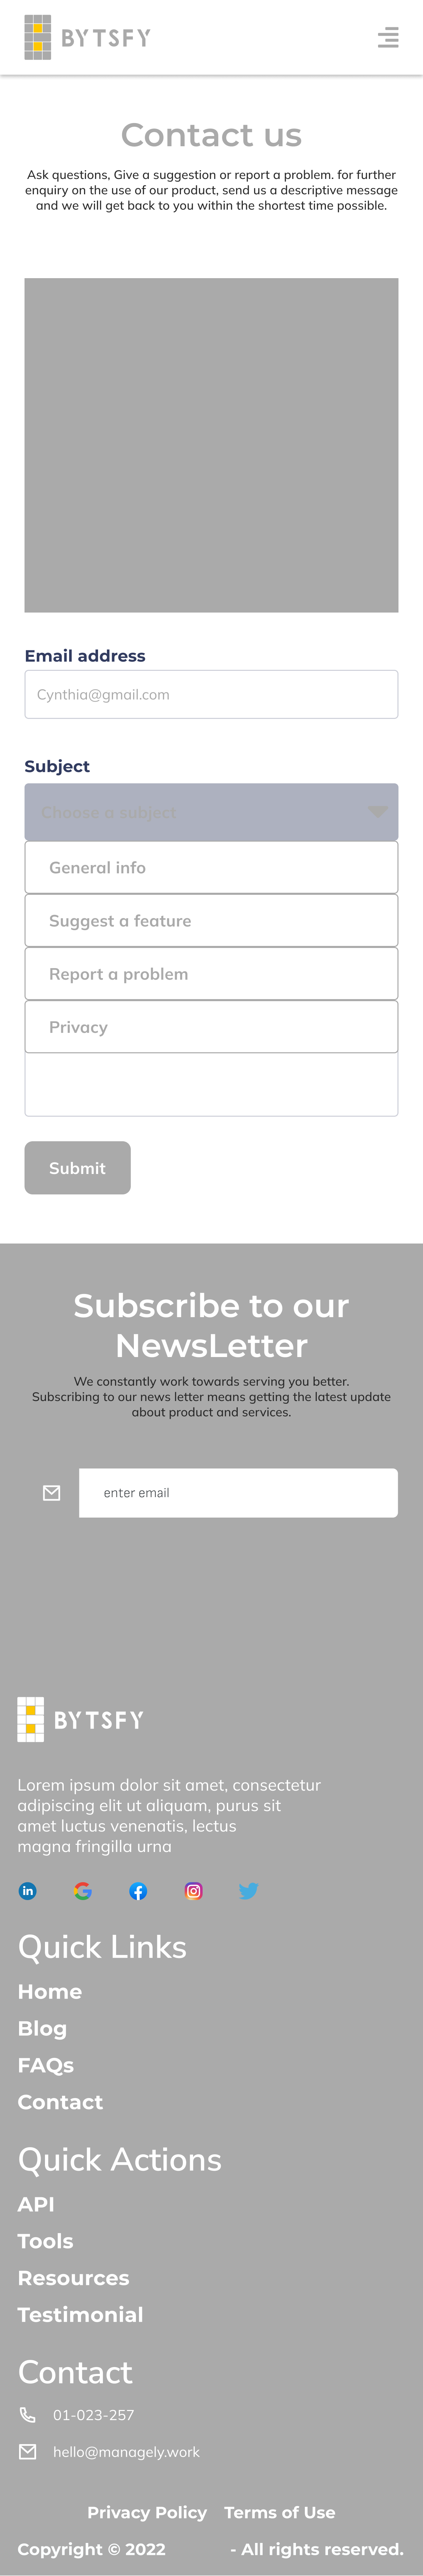 BYTSFY
Contact us
Ask questions, Give a suggestion or report a problem. for further
enquiry on the use of our product, send us a descriptive message
and we will get back to you within the shortest time possible.
Email address
Cynthia@gmail.com
Subject
Choose a subject
General info
Suggest a feature
Report a problem
Privacy
Submit
Subscribe to our
NewsLetter
We constantly work towards serving you better.
Subscribing to our news letter means getting the latest update
about product and services.
enter email
BYTSFY
Lorem ipsum dolor sit amet, consectetur
adipiscing elit ut aliquam, purus sit
amet luctus venenatis, lectus
magna fringilla urna
in
Quick Links
Home
Blog
FAQs
Contact
Quick Actions
API
Tools
Resources
Testimonial
Contact
01-023-257
hello@managely.work
Privacy Policy Terms of Use
Copyright © 2022 - All rights reserved.